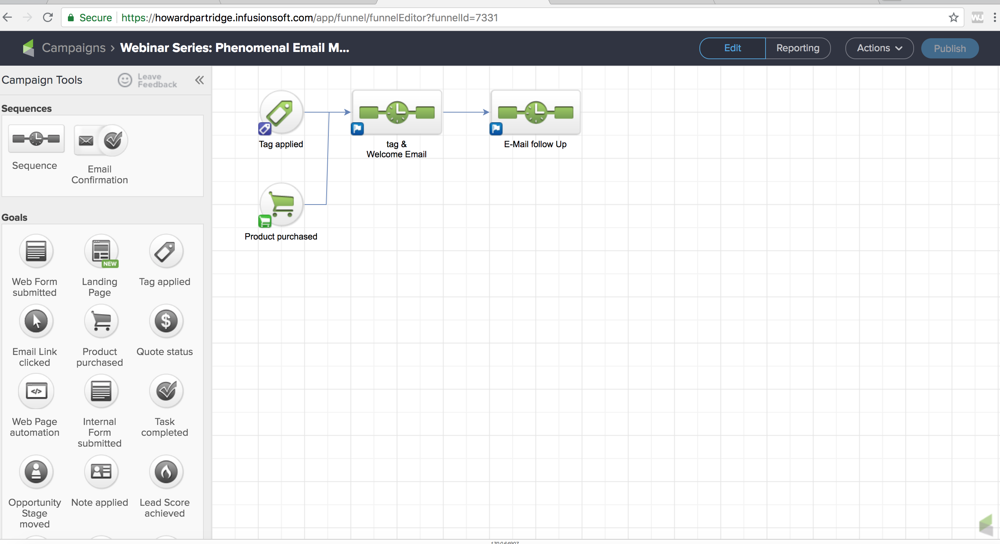 Secure
https://howardpartridge.infusionsoft.com/app/funnel/funnelEditor?funnelId=7331
WJ
Campaigns › Webinar Series: Phenomenal Email M...
Edit
Reporting
Actions
Publish
Campaign Tools
Leave
Feedback
Sequences
Sequence
Email
Confirmation
Goals
Web Form
submitted
NEW
Landing
Page
Tag applied
Email Link
clicked
Product
purchased
$
Quote status
</>
Web Page
automation
Internal
Form
submitted
Task
completed
Opportunity
Stage
moved
Note applied
Lead Score
achieved
Tag applied
tag &
Welcome Email
E-Mail follow Up
Product purchased